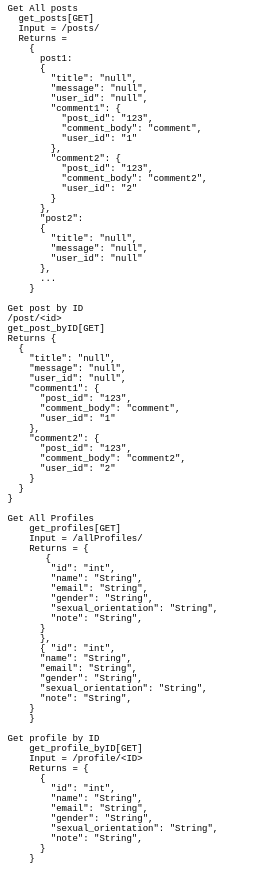 Get All posts
  get_posts[GET]
  Input = /posts/
  Returns =
    {
      post1:
      {
        "title": "null",
        "message": "null",
        "user_id": "null",
        "comment1": {
          "post_id": "123",
          "comment_body": "comment",
          "user_id": "1"
        },
        "comment2": {
          "post_id": "123",
          "comment_body": "comment2",
          "user_id": "2"
        }
      },
      "post2":
      {
        "title": "null",
        "message": "null",
        "user_id": "null"
      },
      ...
    }

Get post by ID
/post/<id>
get_post_byID[GET]
Returns {
  {
    "title": "null",
    "message": "null",
    "user_id": "null",
    "comment1": {
      "post_id": "123",
      "comment_body": "comment",
      "user_id": "1"
    },
    "comment2": {
      "post_id": "123",
      "comment_body": "comment2",
      "user_id": "2"
    }
  }
}

Get All Profiles
    get_profiles[GET]
    Input = /allProfiles/
    Returns = {
       {
        "id": "int",
        "name": "String",
        "email": "String",
        "gender": "String",
        "sexual_orientation": "String",
        "note": "String",
      }
      },
      { "id": "int",
      "name": "String",
      "email": "String",
      "gender": "String",
      "sexual_orientation": "String",
      "note": "String",
    }
    }

Get profile by ID
    get_profile_byID[GET]
    Input = /profile/<ID>
    Returns = {
      {
        "id": "int",
        "name": "String",
        "email": "String",
        "gender": "String",
        "sexual_orientation": "String",
        "note": "String",
      }
    }